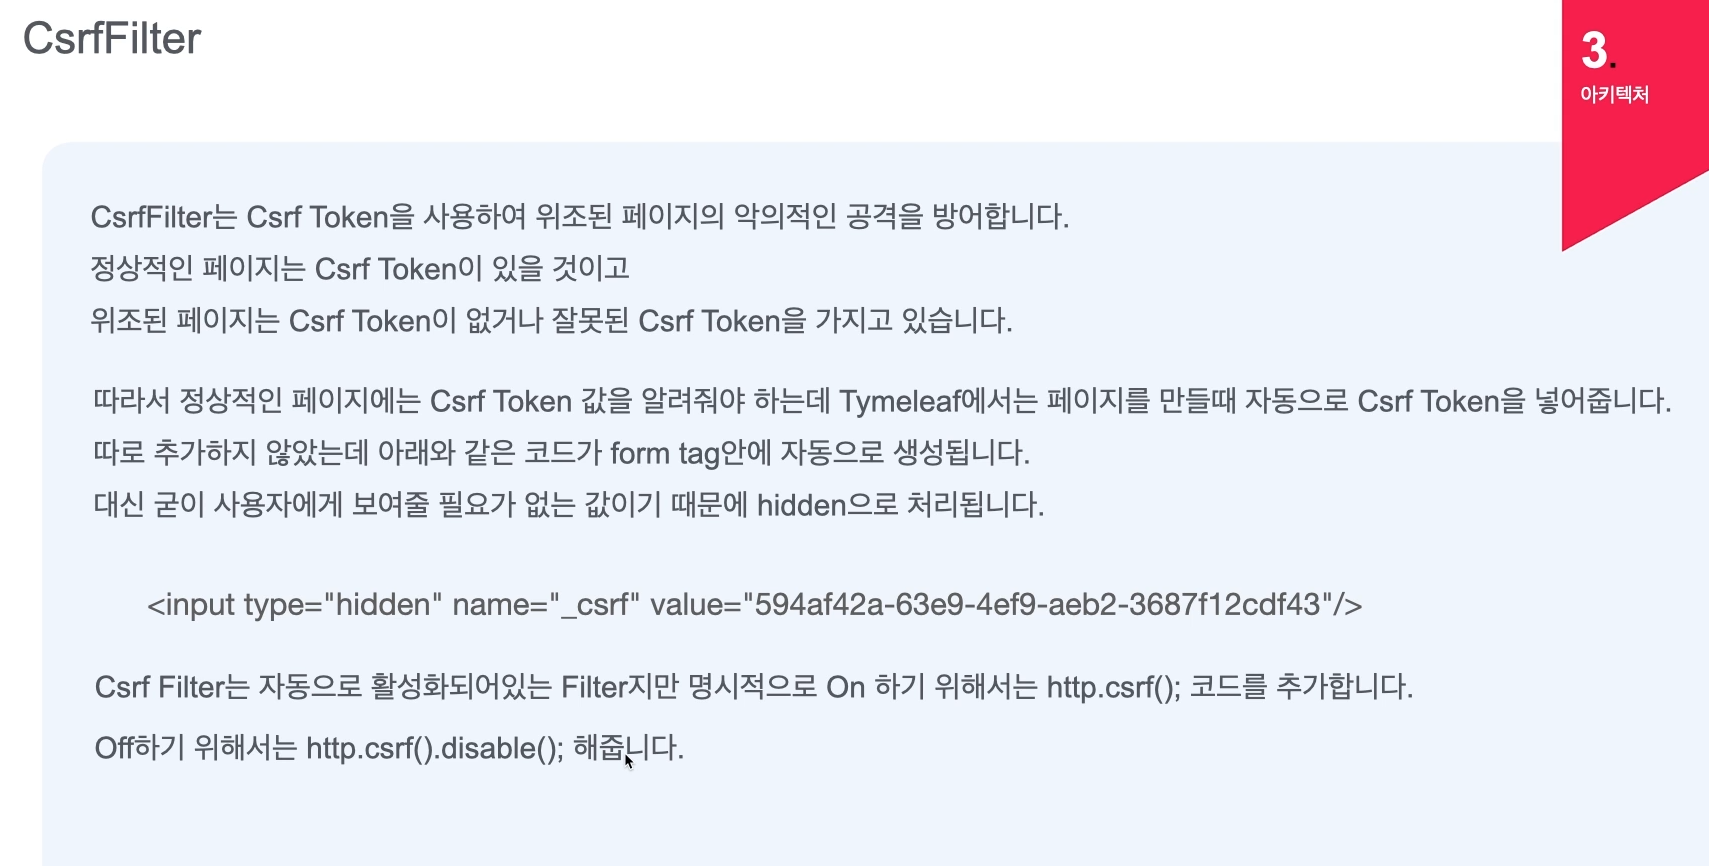 CsrfFilter
3.
아키텍처
CsrfFilter는 Csrf Token을 사용하여 위조된 페이지의 악의적인 공격을 방어합니다.
정상적인 페이지는 Csrf Token이 있을 것이고
위조된 페이지는 Csrf Token이 없거나 잘못된 Csrf Token을 가지고 있습니다.
따라서 정상적인 페이지에는 Csrf Token 값을 알려줘야 하는데 Tymeleaf에서는 페이지를 만들때 자동으로 Csrf Token을 넣어줍니다.
따로 추가하지 않았는데 아래와 같은 코드가 form tag안에 자동으로 생성됩니다.
대신 굳이 사용자에게 보여줄 필요가 없는 값이기 때문에 hidden으로 처리됩니다.
<input type="hidden" name="_csrf" value="594af42a-63e9-4ef9-aeb2-3687f12cdf43"/>
Csrf Filter는 자동으로 활성화되어있는 Filter지만 명시적으로 On 하기 위해서는 http.csrf(); 코드를 추가합니다.
Off하기 위해서는 http.csrf().disable(); 해줍니다.